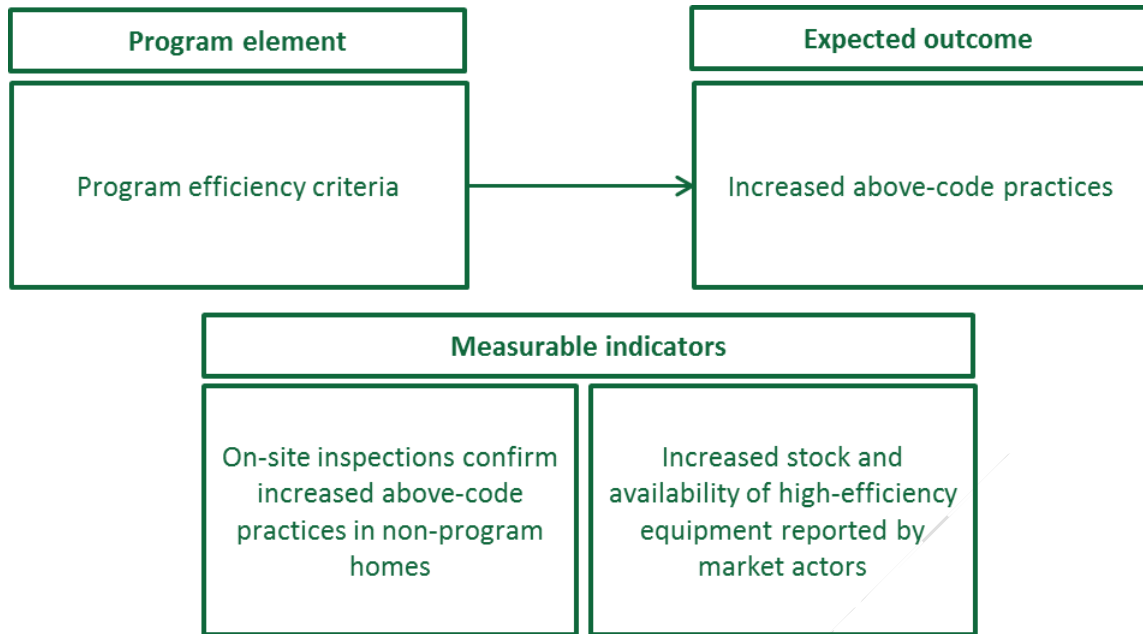 Program element
Expected outcome
Program efficiency criteria
Increased above-code practices
Measurable indicators
On-site inspections confirm
increased above-code
practices in non-program
homes
Increased stock and
availability of high-efficiency
equipment reported by
market actors